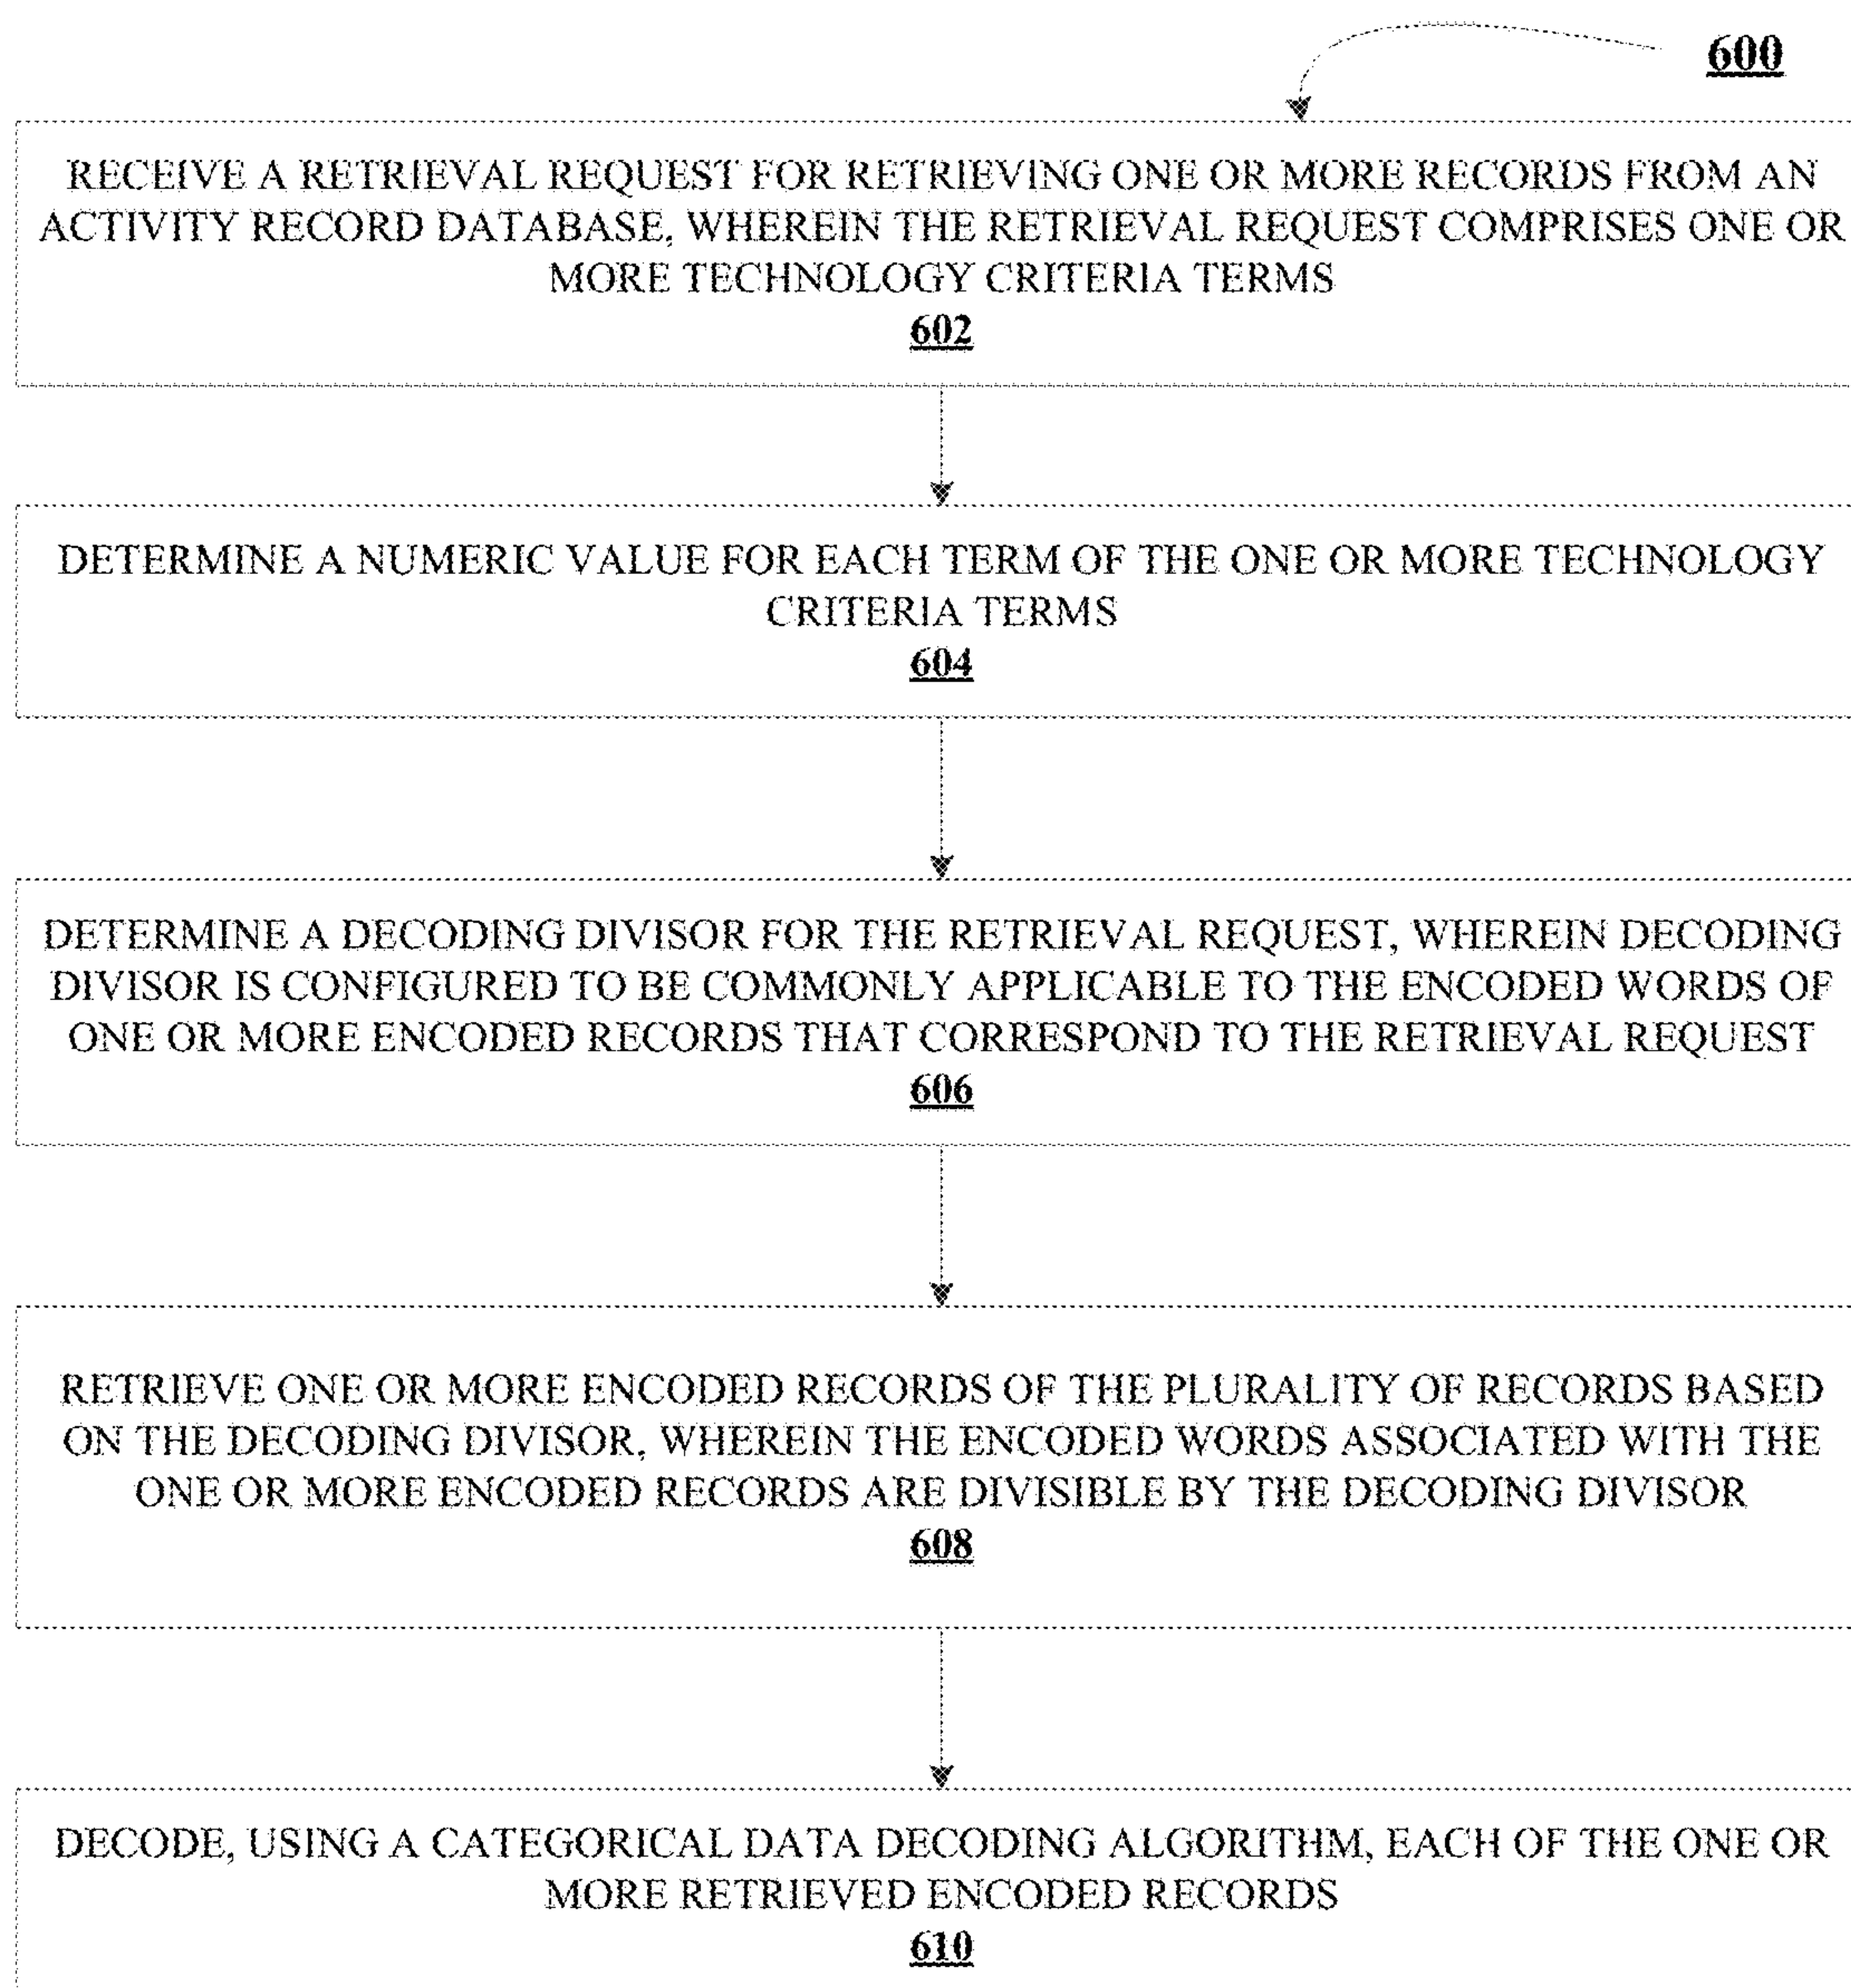 600
RECEIVE A RETRIEVAL REQUEST FOR RETRIEVING ONE OR MORE RECORDS FROM AN
ACTIVITY RECORD DATABASE, WHEREIN THE RETRIEVAL REQUEST COMPRISES ONE OR
MORE TECHNOLOGY CRITERIA TERMS
602
DETERMINE A NUMERIC VALUE FOR EACH TERM OF THE ONE OR MORE TECHNOLOGY
CRITERIA TERMS
604
DETERMINE A DECODING DIVISOR FOR THE RETRIEVAL REQUEST, WHEREIN DECODING
DIVISOR IS CONFIGURED TO BE COMMONLY APPLICABLE TO THE ENCODED WORDS OF
ONE OR MORE ENCODED RECORDS THAT CORRESPOND TO THE RETRIEVAL REQUEST
606
RETRIEVE ONE OR MORE ENCODED RECORDS OF THE PLURALITY OF RECORDS BASED
ON THE DECODING DIVISOR, WHEREIN THE ENCODED WORDS ASSOCIATED WITH THE
ONE OR MORE ENCODED RECORDS ARE DIVISIBLE BY THE DECODING DIVISOR
608
DECODE, USING A CATEGORICAL DATA DECODING ALGORITHM, EACH OF THE ONE OR
MORE RETRIEVED ENCODED RECORDS
610